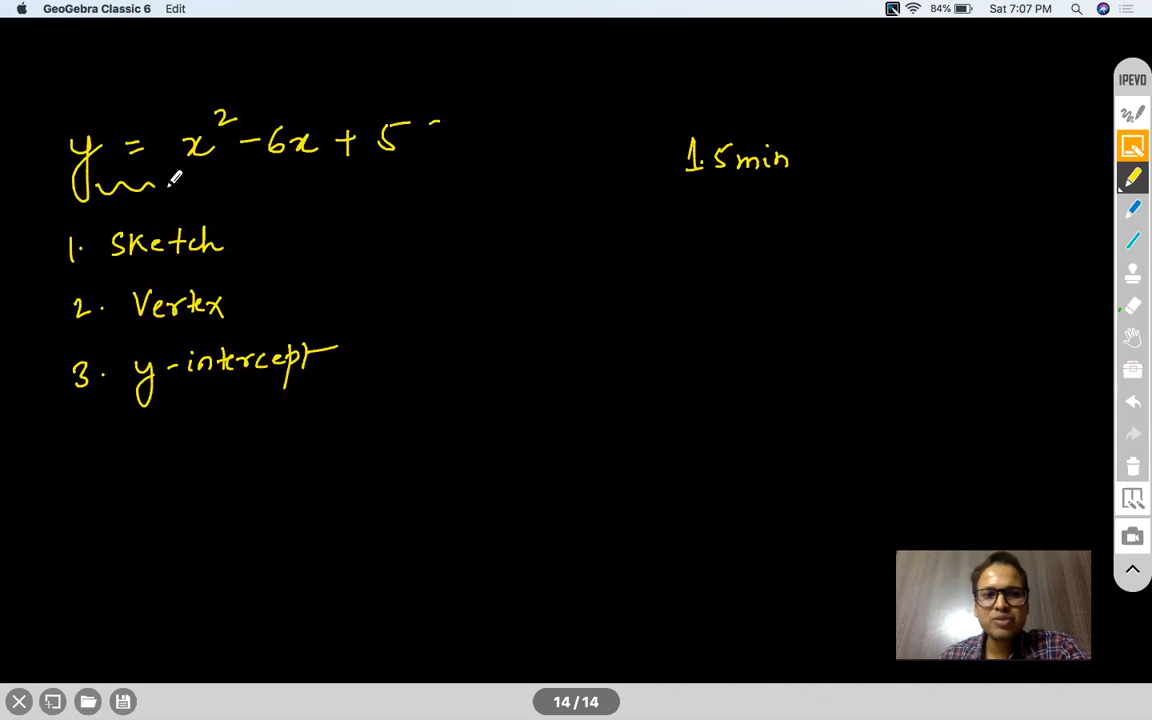 GeoGebra Classic 6 Edit 84% Sat 7:07 PM
IPEVO
y = x² - 6x + 5
1.5 min
1. Sketch
2. Vertex
3. y-intercept
14 / 14